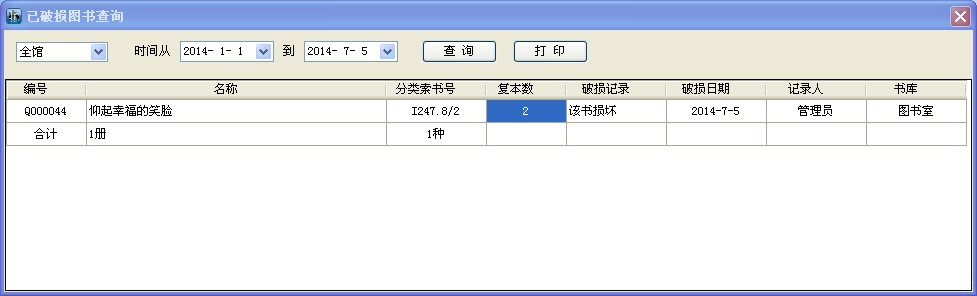 已破损图书查询
全馆 时间从 2014- 1- 1 到 2014- 7- 5 查 询 打 印
编号 名称 分类索书号 复本数 破损记录 破损日期 记录人 书库
Q000044 仰起幸福的笑脸 I247.8/2 2 该书损坏 2014-7-5 管理员 图书室
合计 1册 1种